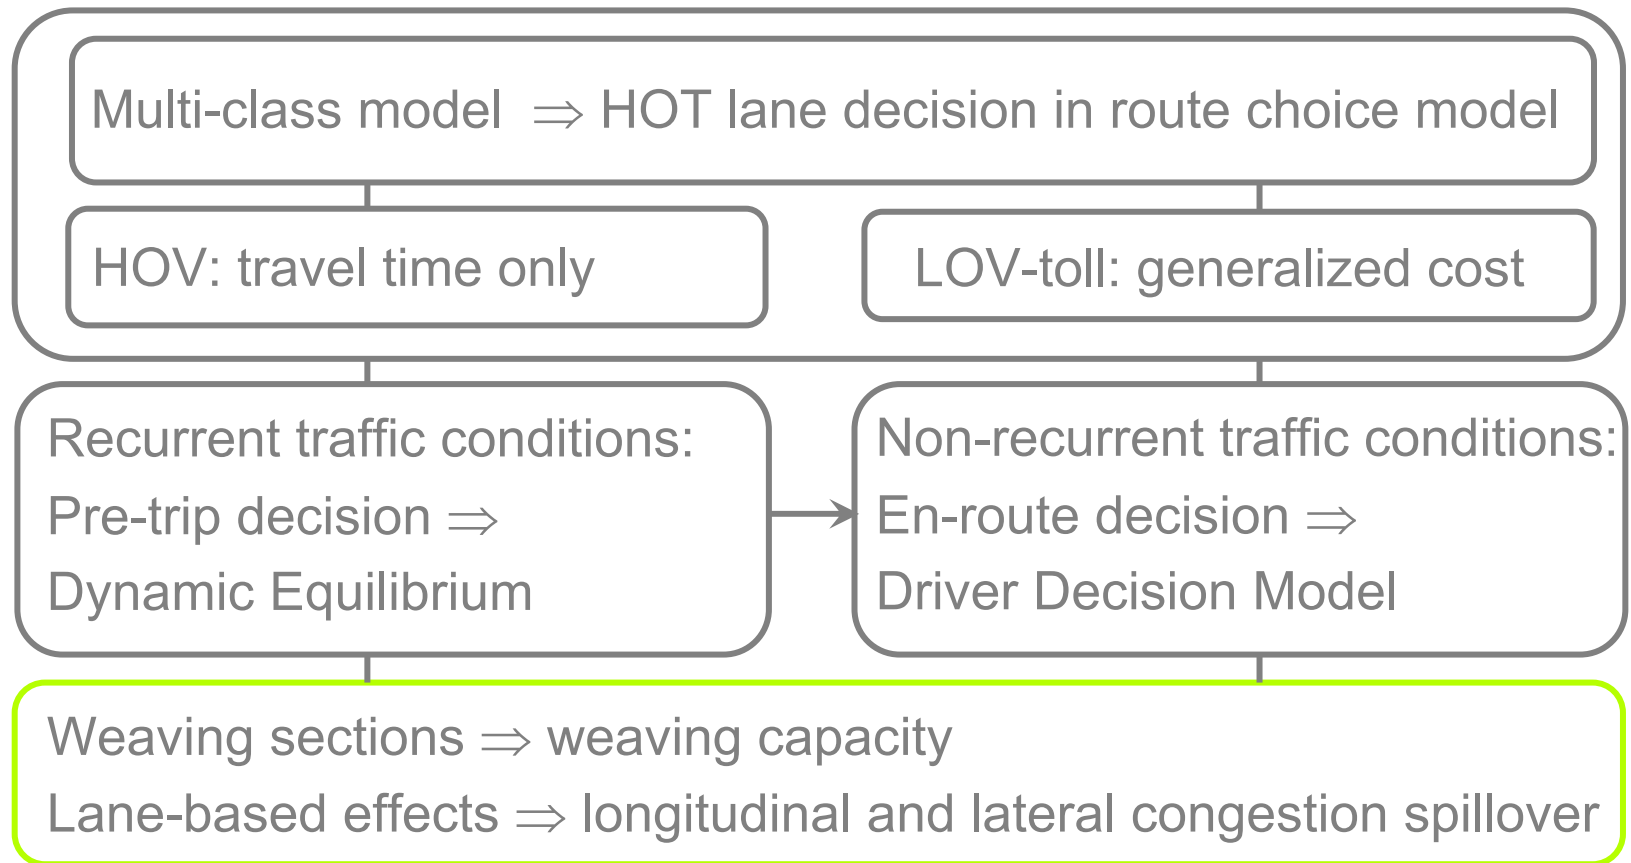 Multi-class model ⇒ HOT lane decision in route choice model
HOV: travel time only
LOV-toll: generalized cost
Recurrent traffic conditions:
Pre-trip decision ⇒
Dynamic Equilibrium
Non-recurrent traffic conditions:
En-route decision ⇒
Driver Decision Model
Weaving sections ⇒ weaving capacity
Lane-based effects ⇒ longitudinal and lateral congestion spillover